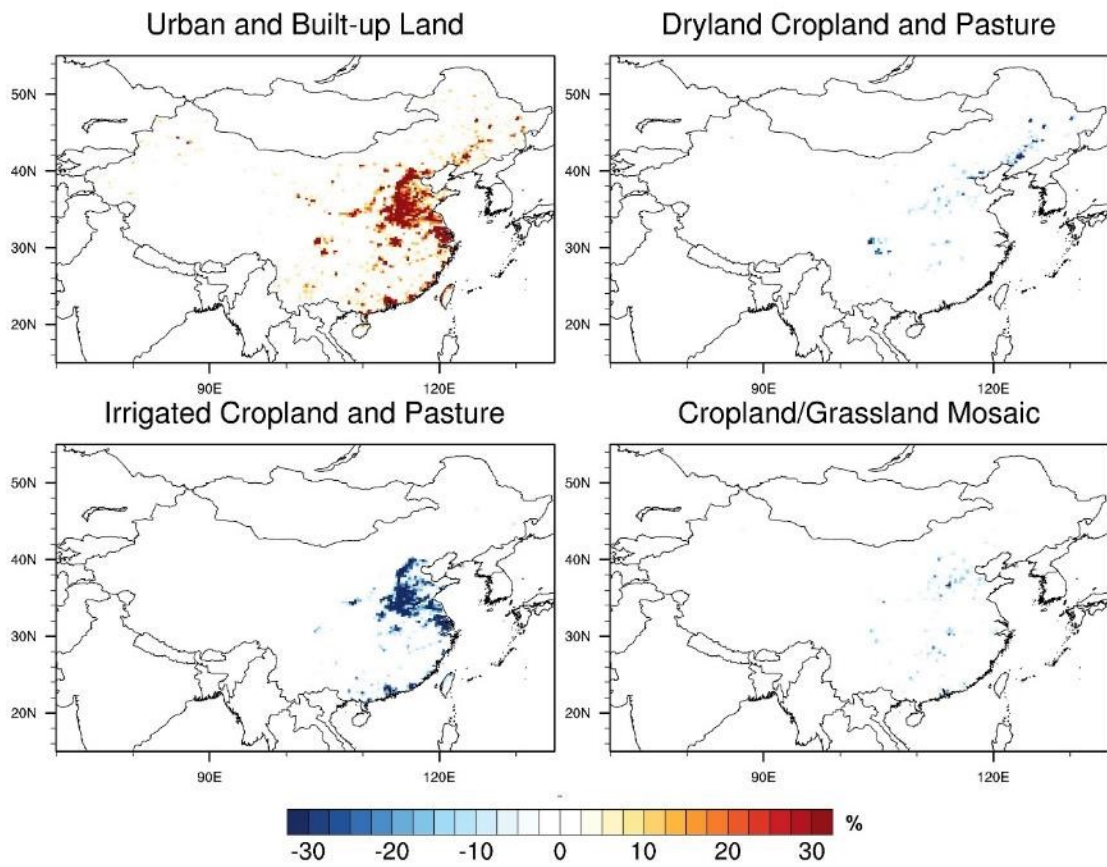 Urban and Built-up Land
Dryland Cropland and Pasture
50N
40N
30N
20N
90E
120E
50N
40N
30N
20N
90E
120E
Irrigated Cropland and Pasture
Cropland/Grassland Mosaic
50N
40N
30N
20N
90E
120E
50N
40N
30N
20N
90E
120E
-30 -20 -10 0 10 20 30 %